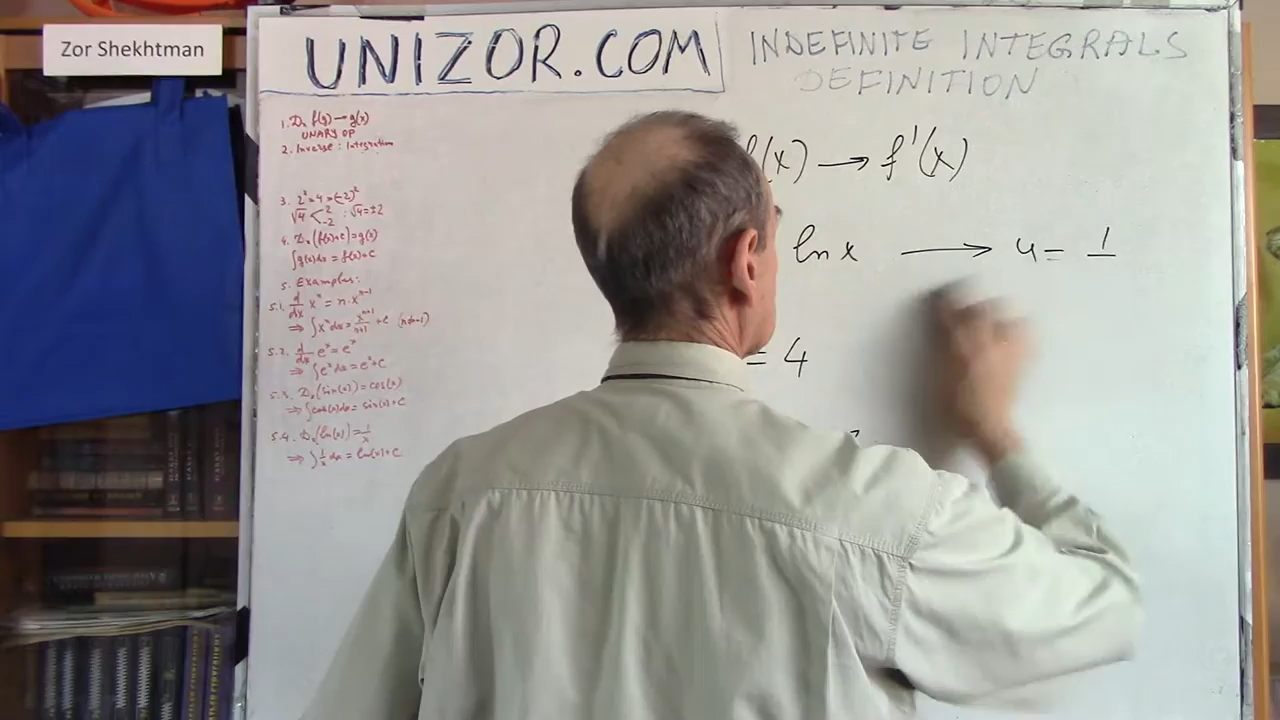 Zor Shekhtman
UNIZOR.COM
INDEFINITE INTEGRALS
DEFINITION
1. Dx f(x) → g(x)
UNARY OP
2. Inverse: Integration
3. 2² = 4 = (-2)²
√4 < 2 -2 : √4 = ±2
4. Dx (f(x)+c) = g(x)
∫g(x)dx = f(x)+C
5. Examples:
5.1. d/dx xⁿ = n·xⁿ⁻¹
⇒ ∫xⁿdx = xⁿ⁺¹/n+1 + C (n≠-1)
5.2. d/dx eˣ = eˣ
⇒ ∫eˣdx = eˣ+C
5.3. Dx(sin(x)) = cos(x)
⇒ ∫cos(x)dx = sin(x)+C
5.4. Dx(ln(x)) = 1/x
⇒ ∫1/x dx = ln(x)+C
f(x) → f'(x)
ln x → y = 1
= 4